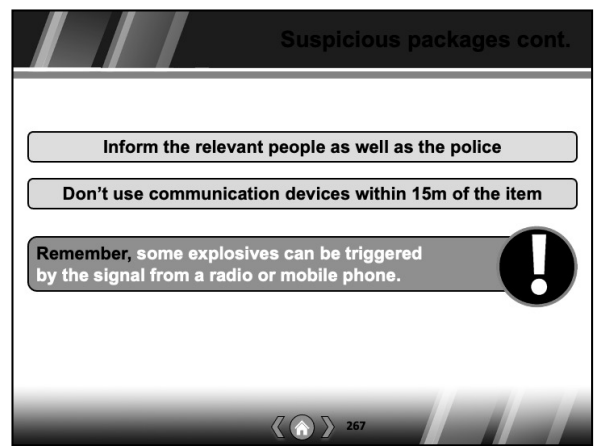 Suspicious packages cont.
Inform the relevant people as well as the police
Don't use communication devices within 15m of the item
Remember, some explosives can be triggered
by the signal from a radio or mobile phone.
!
267